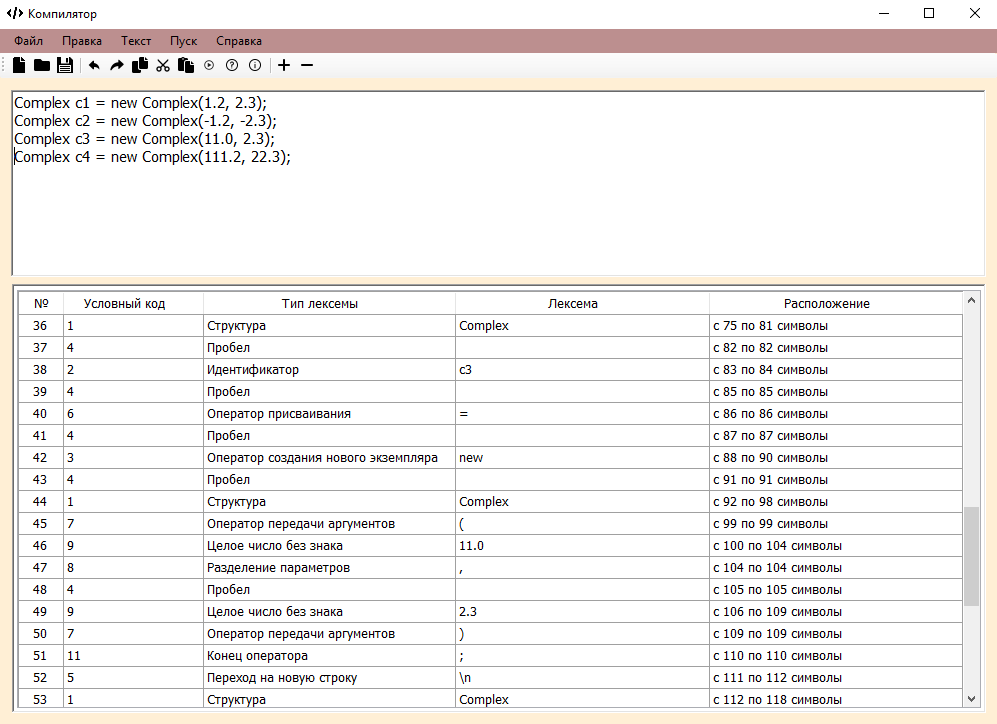 Компилятор
Файл Правка Текст Пуск Справка
Complex c1 = new Complex(1.2, 2.3);
Complex c2 = new Complex(-1.2, -2.3);
Complex c3 = new Complex(11.0, 2.3);
Complex c4 = new Complex(111.2, 22.3);
№ Условный код Тип лексемы Лексема Расположение
36 1 Структура Complex с 75 по 81 символы
37 4 Пробел с 82 по 82 символы
38 2 Идентификатор c3 с 83 по 84 символы
39 4 Пробел с 85 по 85 символы
40 6 Оператор присваивания = с 86 по 86 символы
41 4 Пробел с 87 по 87 символы
42 3 Оператор создания нового экземпляра new с 88 по 90 символы
43 4 Пробел с 91 по 91 символы
44 1 Структура Complex с 92 по 98 символы
45 7 Оператор передачи аргументов ( с 99 по 99 символы
46 9 Целое число без знака 11.0 с 100 по 104 символы
47 8 Разделение параметров , с 104 по 104 символы
48 4 Пробел с 105 по 105 символы
49 9 Целое число без знака 2.3 с 106 по 109 символы
50 7 Оператор передачи аргументов ) с 109 по 109 символы
51 11 Конец оператора ; с 110 по 110 символы
52 5 Переход на новую строку \n с 111 по 112 символы
53 1 Структура Complex с 112 по 118 символы